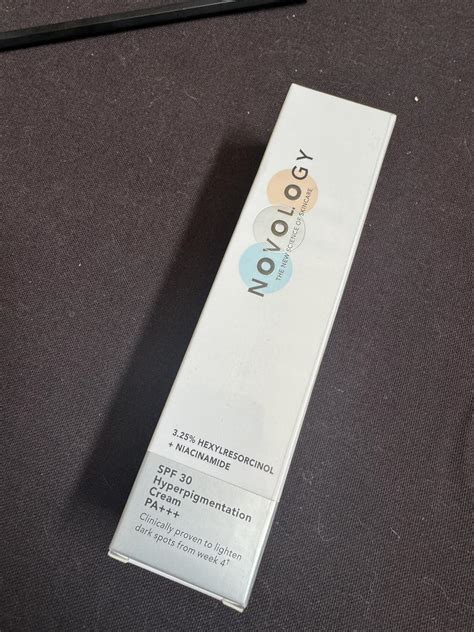 NOVOLOGY
THE NEW SCIENCE OF SKINCARE
3.25% HEXYLRESORCINOL
+ NIACINAMIDE
SPF 30
Hyperpigmentation
Cream
PA+++
Clinically proven to lighten
dark spots from week 4†